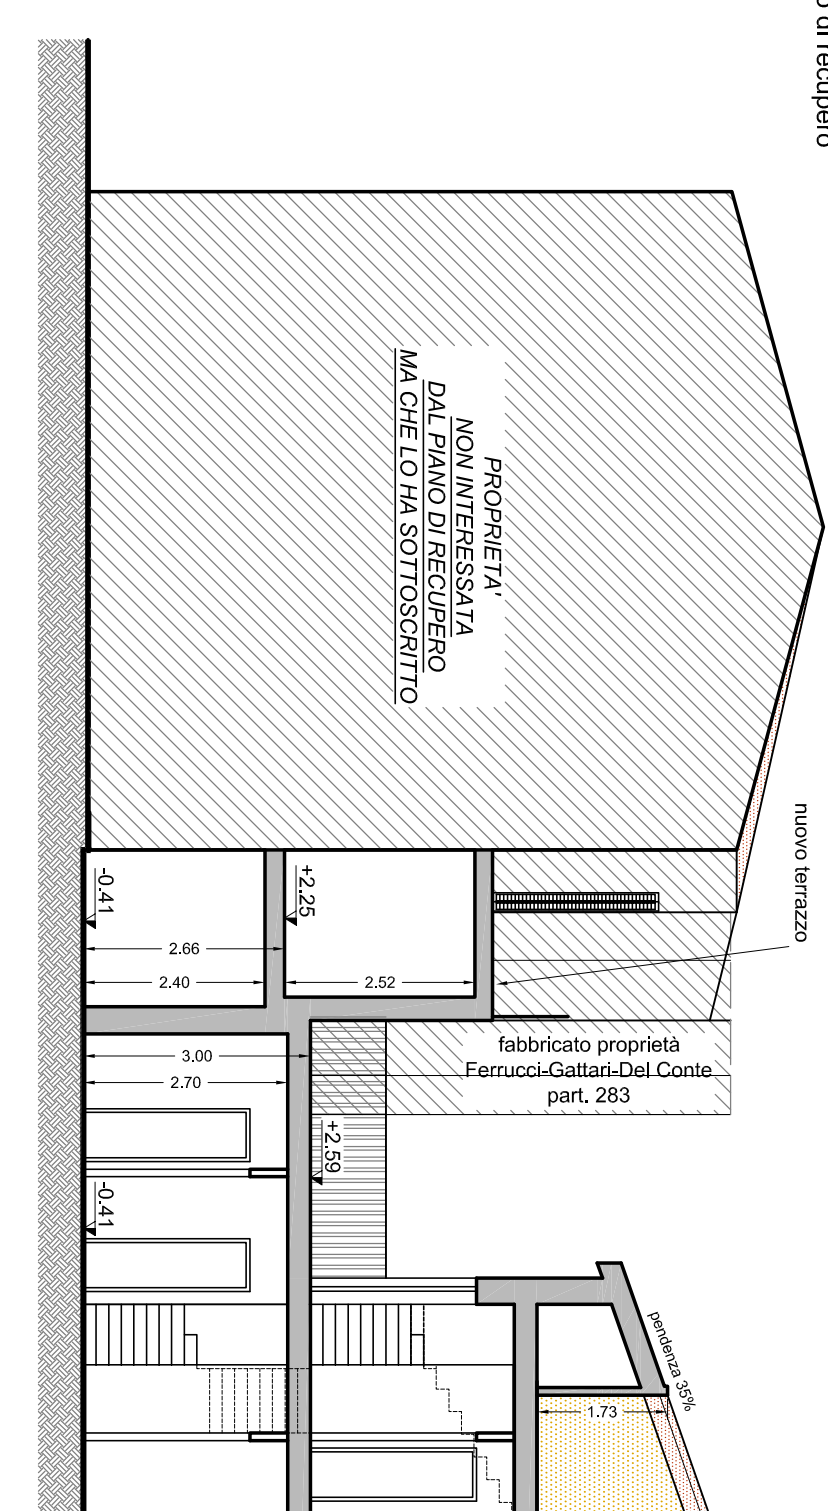 o di recupero
PROPRIETA'
NON INTERESSATA
DAL PIANO DI RECUPERO
MA CHE LO HA SOTTOSCRITTO
nuovo terrazzo
-0.41
+2.25
2.66
2.40
2.52
fabbricato proprietà
Ferrucci-Gattari-Del Conte
part. 283
3.00
2.70
+2.59
-0.41
pendenza 35%
1.73